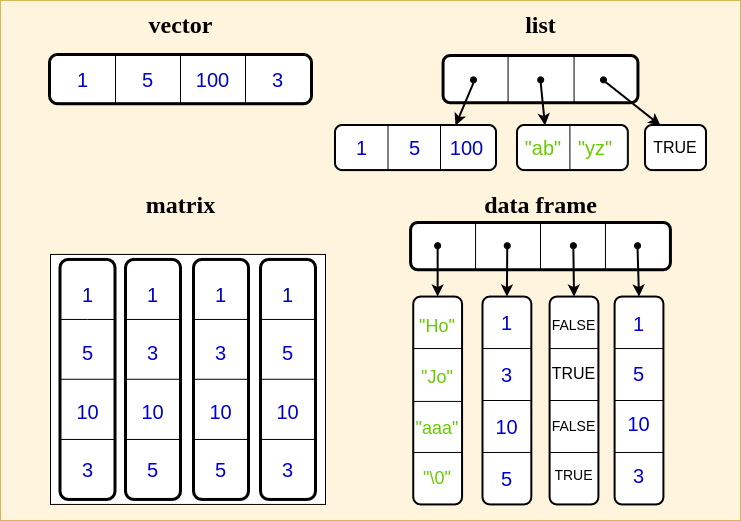 vector
1 5 100 3
list
1 5 100 "ab" "yz" TRUE
matrix
1 1 1 1
5 3 3 5
10 10 10 10
3 5 5 3
data frame
"Ho" 1 FALSE 1
"Jo" 3 TRUE 5
"aaa" 10 FALSE 10
"\0" 5 TRUE 3